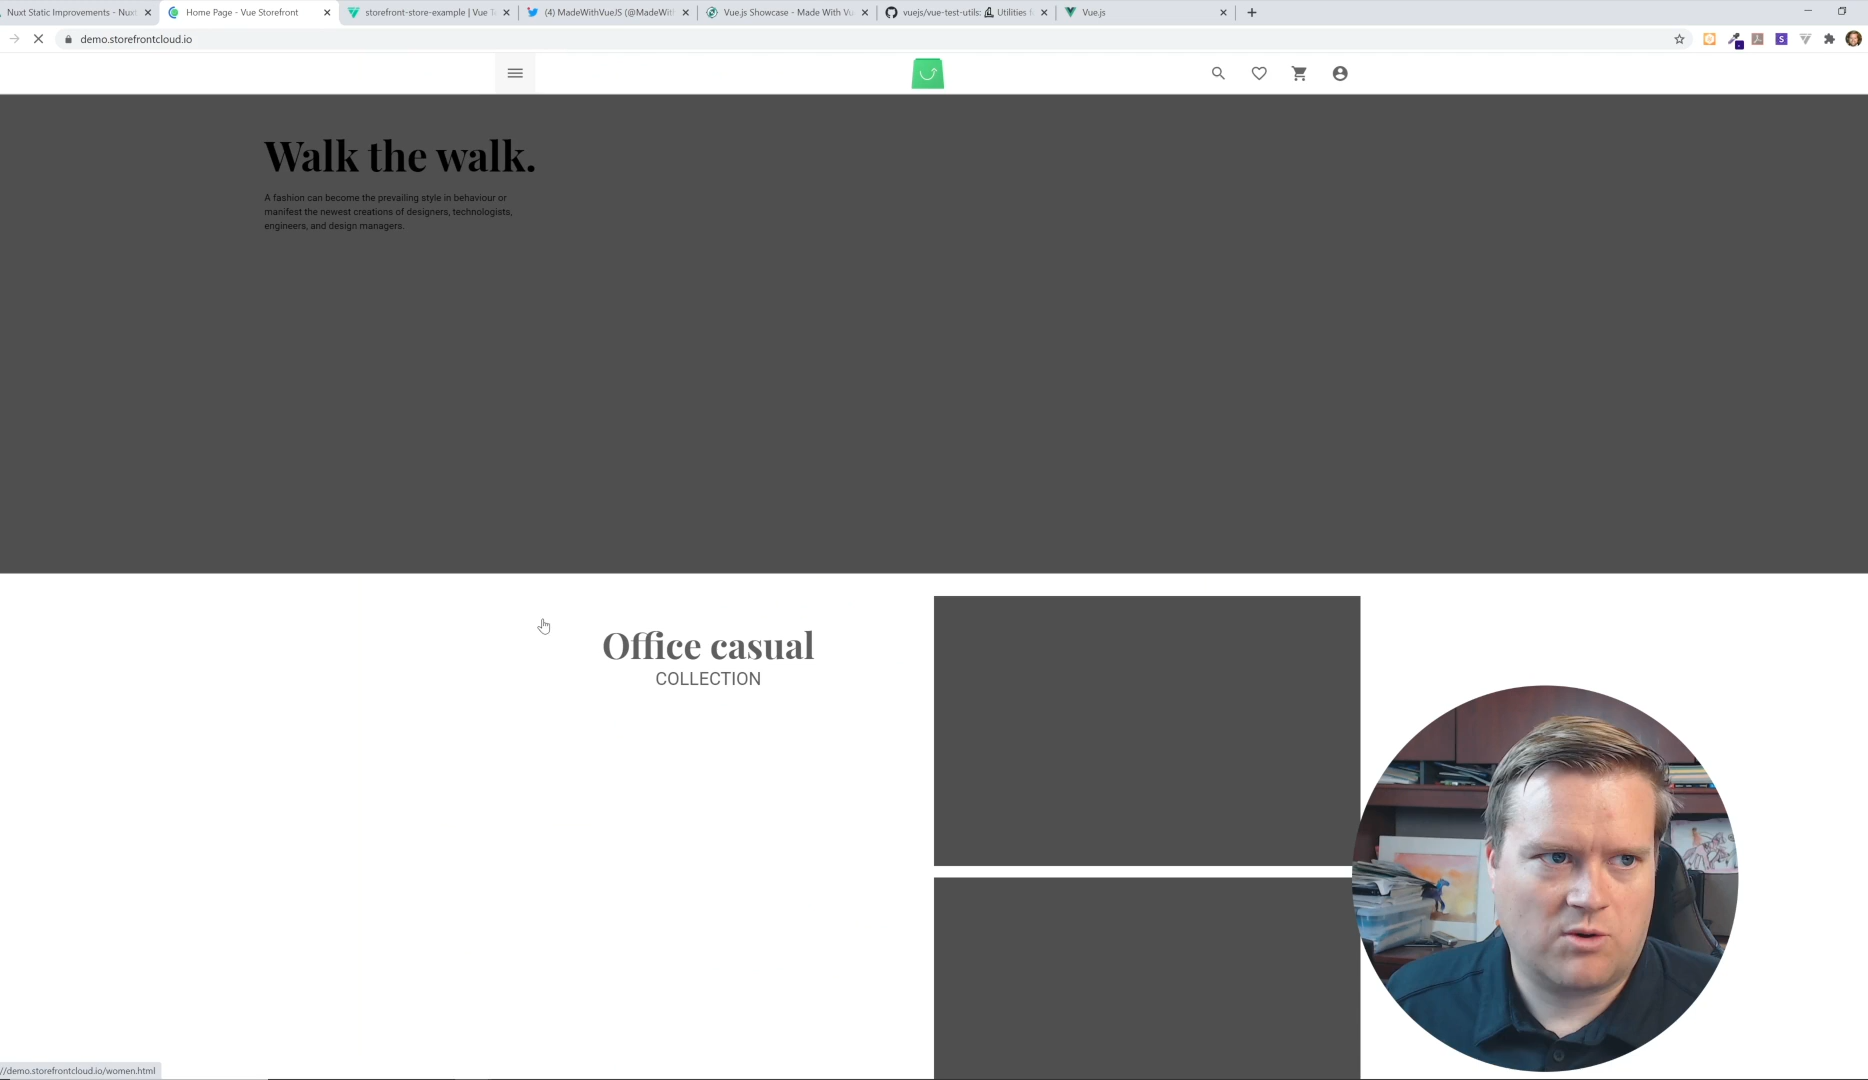 Nuxt Static Improvements - Nuxt
Home Page - Vue Storefront
storefront-store-example | Vue T
(4) MadeWithVueJS (@MadeWit
Vue.js Showcase - Made With Vu
vuejs/vue-test-utils: Utilities f
Vue.js
demo.storefrontcloud.io
Walk the walk.
A fashion can become the prevailing style in behaviour or
manifest the newest creations of designers, technologists,
engineers, and design managers.
Office casual
COLLECTION
//demo.storefrontcloud.io/women.html